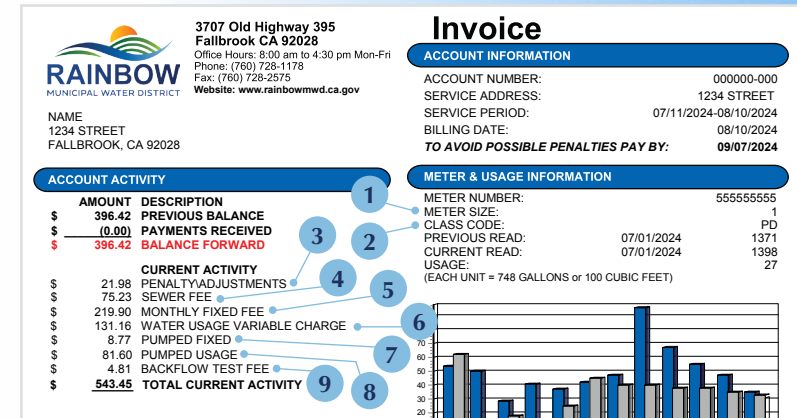 RAINBOW
MUNICIPAL WATER DISTRICT
3707 Old Highway 395
Fallbrook CA 92028
Office Hours: 8:00 am to 4:30 pm Mon-Fri
Phone: (760) 728-1178
Fax: (760) 728-2575
Website: www.rainbowmwd.ca.gov
NAME
1234 STREET
FALLBROOK, CA 92028
Invoice
ACCOUNT INFORMATION
ACCOUNT NUMBER: 000000-000
SERVICE ADDRESS: 1234 STREET
SERVICE PERIOD: 07/11/2024-08/10/2024
BILLING DATE: 08/10/2024
TO AVOID POSSIBLE PENALTIES PAY BY: 09/07/2024
ACCOUNT ACTIVITY
AMOUNT DESCRIPTION
$ 396.42 PREVIOUS BALANCE
$ (0.00) PAYMENTS RECEIVED
$ 396.42 BALANCE FORWARD
CURRENT ACTIVITY
$ 21.98 PENALTY\ADJUSTMENTS 3
$ 75.23 SEWER FEE 4
$ 219.90 MONTHLY FIXED FEE 5
$ 131.16 WATER USAGE VARIABLE CHARGE 6
$ 8.77 PUMPED FIXED 7
$ 81.60 PUMPED USAGE 8
$ 4.81 BACKFLOW TEST FEE 9
$ 543.45 TOTAL CURRENT ACTIVITY
METER & USAGE INFORMATION
METER NUMBER: 555555555
1 METER SIZE: 1
2 CLASS CODE: PD
PREVIOUS READ: 07/01/2024 1371
CURRENT READ: 07/01/2024 1398
USAGE: 27
(EACH UNIT = 748 GALLONS or 100 CUBIC FEET)
70
60
50
40
30
20